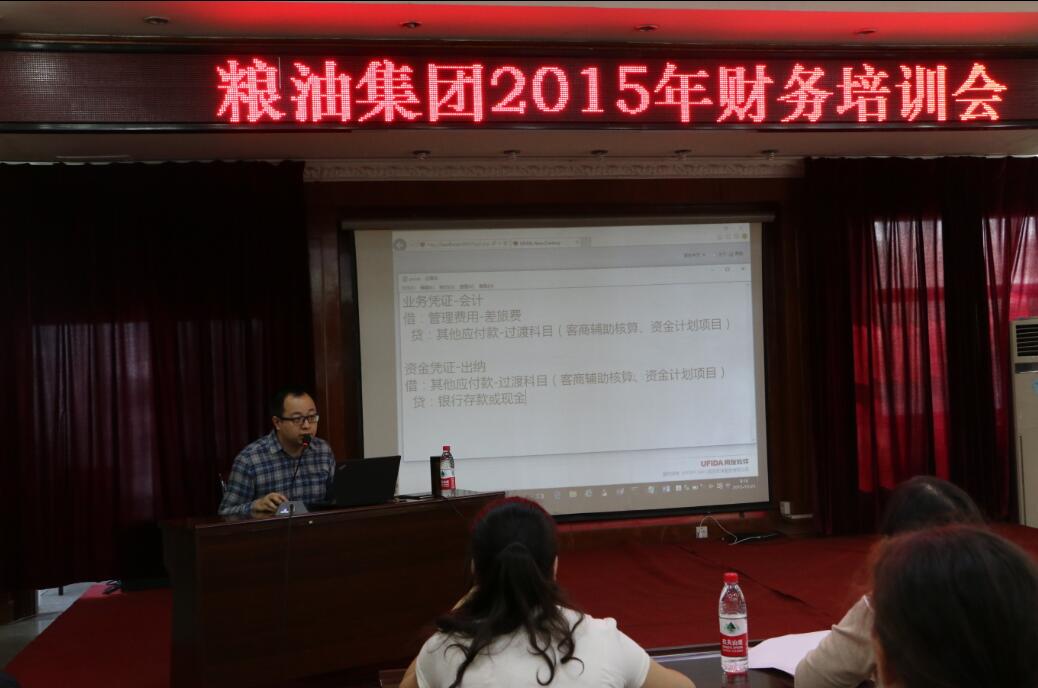 粮油集团2015年财务培训会
业务凭证-会计
借：管理费用-差旅费
贷：其他应付款-过渡科目（客商辅助核算、资金计划项目）
资金凭证-出纳
借：其他应付款-过渡科目（客商辅助核算、资金计划项目）
贷：银行存款或现金
UFIDA 用友软件